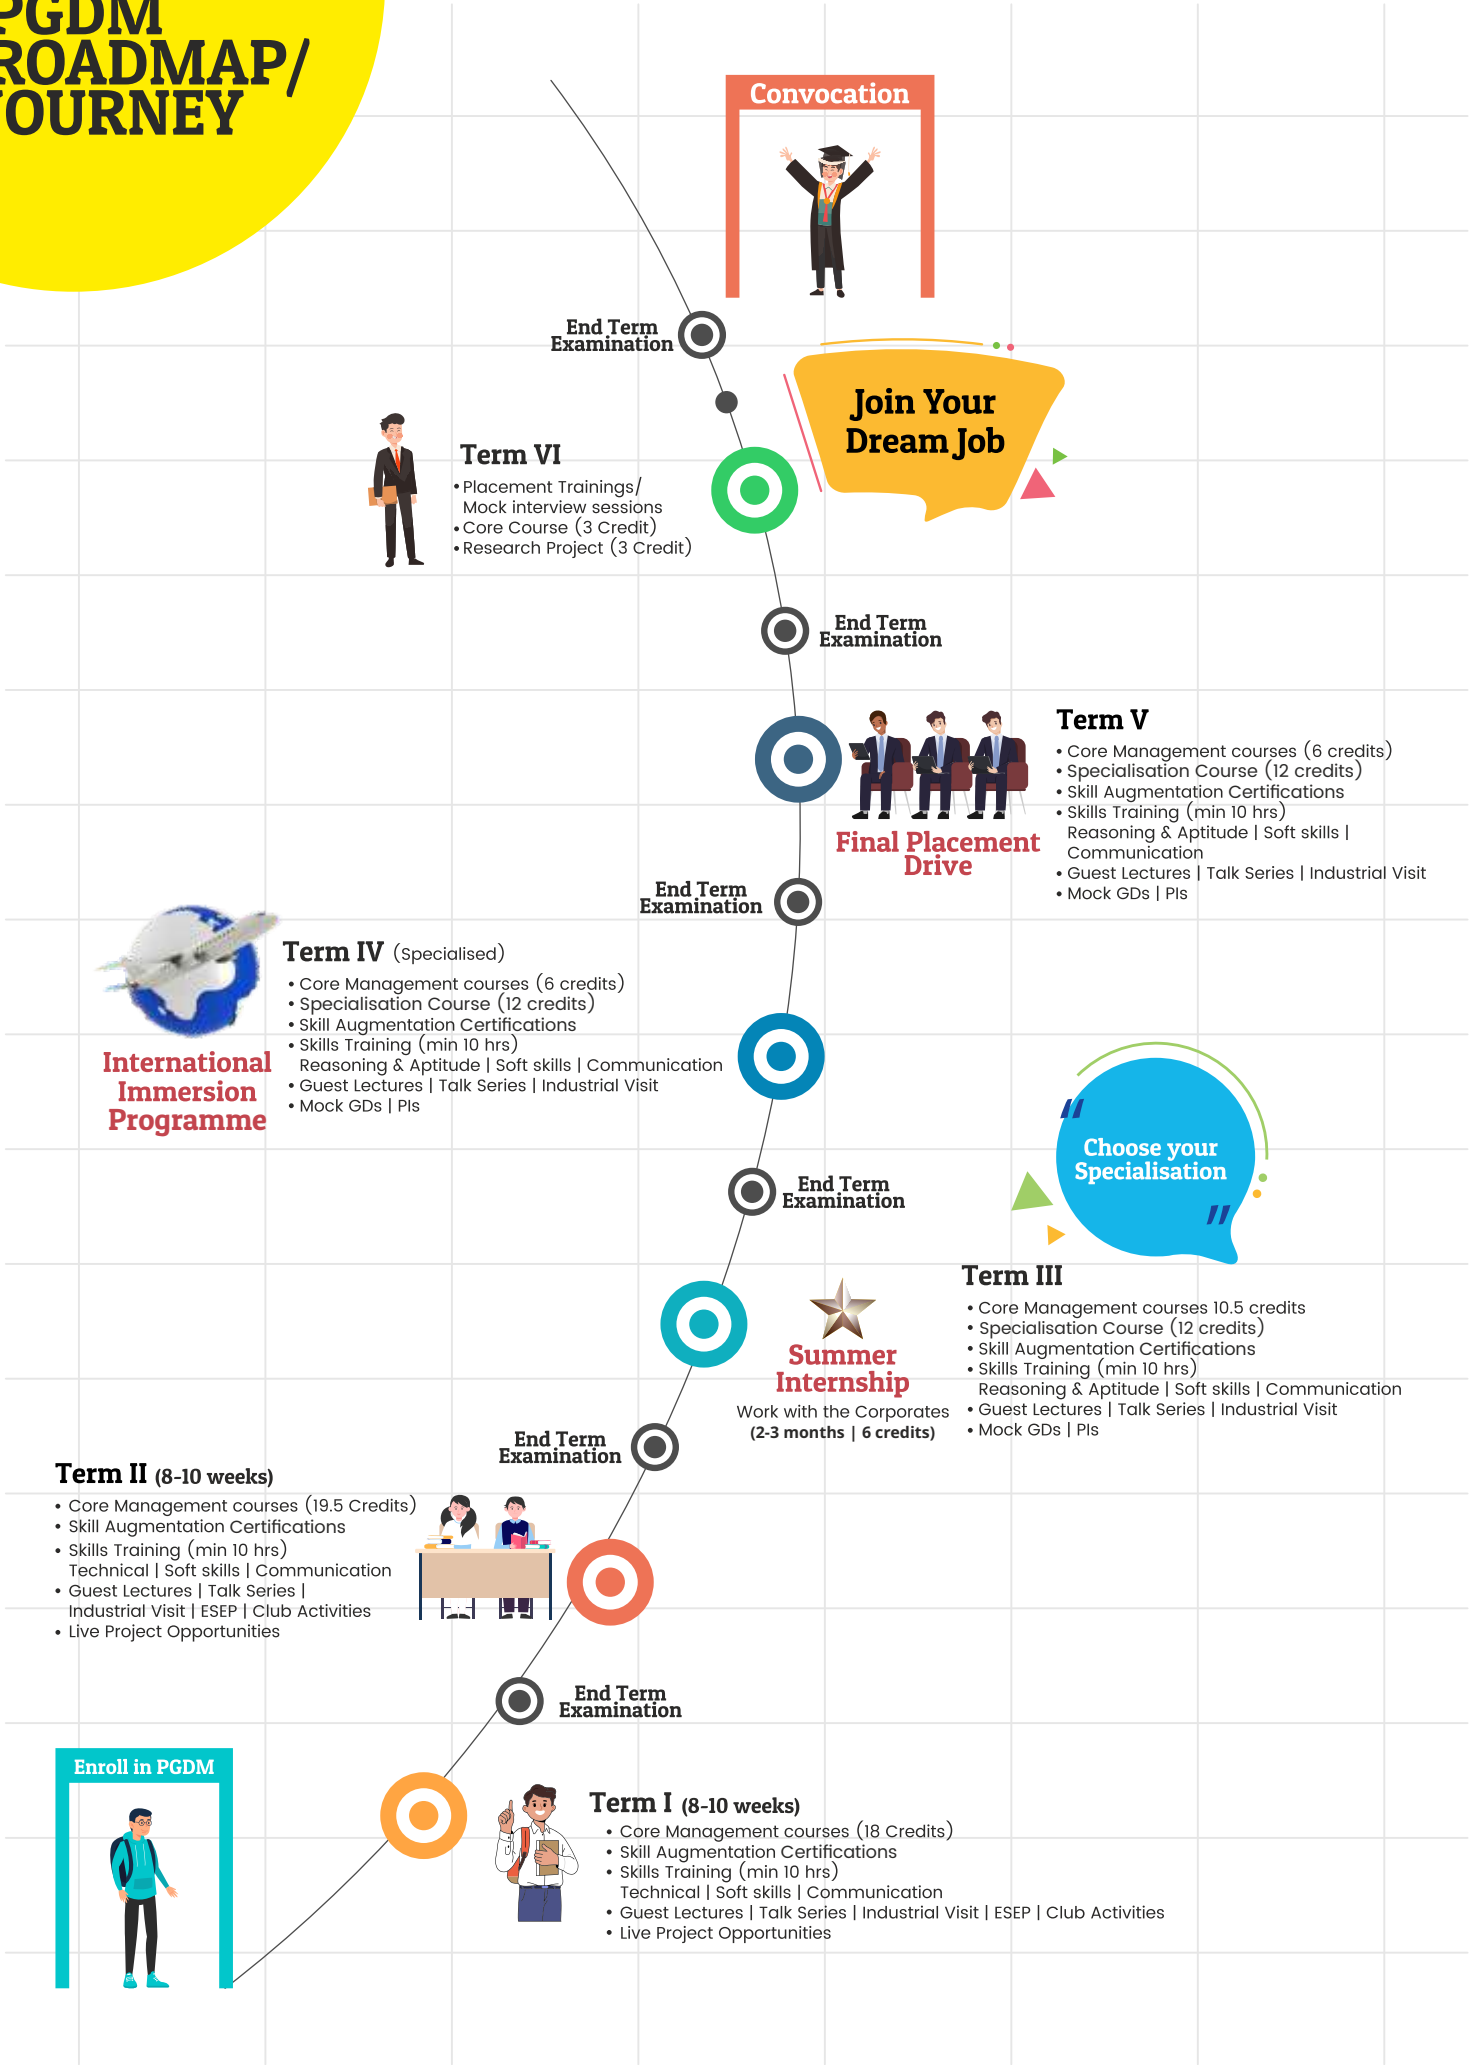 PGDM
ROADMAP/
JOURNEY
Convocation
End Term
Examination
Join Your
Dream Job
Term VI
• Placement Trainings/
Mock interview sessions
• Core Course (3 Credit)
• Research Project (3 Credit)
End Term
Examination
Term V
• Core Management courses (6 credits)
• Specialisation Course (12 credits)
• Skill Augmentation Certifications
• Skills Training (min 10 hrs)
Reasoning & Aptitude | Soft skills |
Communication
• Guest Lectures | Talk Series | Industrial Visit
• Mock GDs | PIs
Final Placement
Drive
End Term
Examination
Term IV (Specialised)
• Core Management courses (6 credits)
• Specialisation Course (12 credits)
• Skill Augmentation Certifications
• Skills Training (min 10 hrs)
Reasoning & Aptitude | Soft skills | Communication
• Guest Lectures | Talk Series | Industrial Visit
• Mock GDs | PIs
International
Immersion
Programme
"
Choose your
Specialisation
"
End Term
Examination
Term III
• Core Management courses 10.5 credits
• Specialisation Course (12 credits)
• Skill Augmentation Certifications
• Skills Training (min 10 hrs)
Reasoning & Aptitude | Soft skills | Communication
• Guest Lectures | Talk Series | Industrial Visit
• Mock GDs | PIs
Summer
Internship
Work with the Corporates
(2-3 months | 6 credits)
End Term
Examination
Term II (8-10 weeks)
• Core Management courses (19.5 Credits)
• Skill Augmentation Certifications
• Skills Training (min 10 hrs)
Technical | Soft skills | Communication
• Guest Lectures | Talk Series |
Industrial Visit | ESEP | Club Activities
• Live Project Opportunities
End Term
Examination
Enroll in PGDM
Term I (8-10 weeks)
• Core Management courses (18 Credits)
• Skill Augmentation Certifications
• Skills Training (min 10 hrs)
Technical | Soft skills | Communication
• Guest Lectures | Talk Series | Industrial Visit | ESEP | Club Activities
• Live Project Opportunities